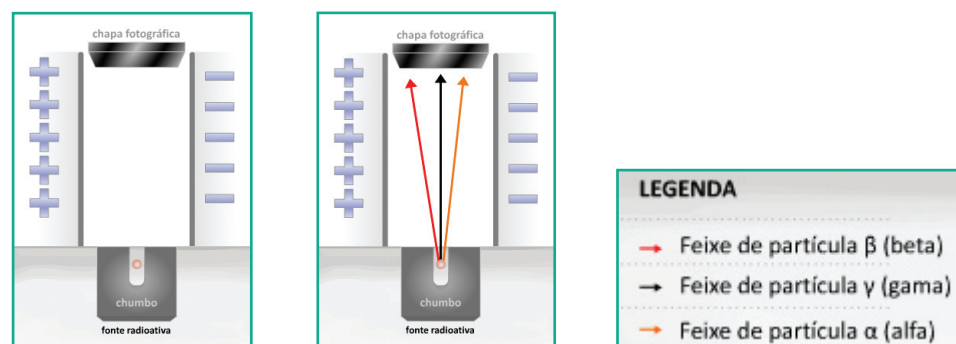 chapa fotográfica
chumbo
fonte radioativa
chapa fotográfica
chumbo
fonte radioativa
LEGENDA
Feixe de partícula β (beta)
Feixe de partícula γ (gama)
Feixe de partícula α (alfa)